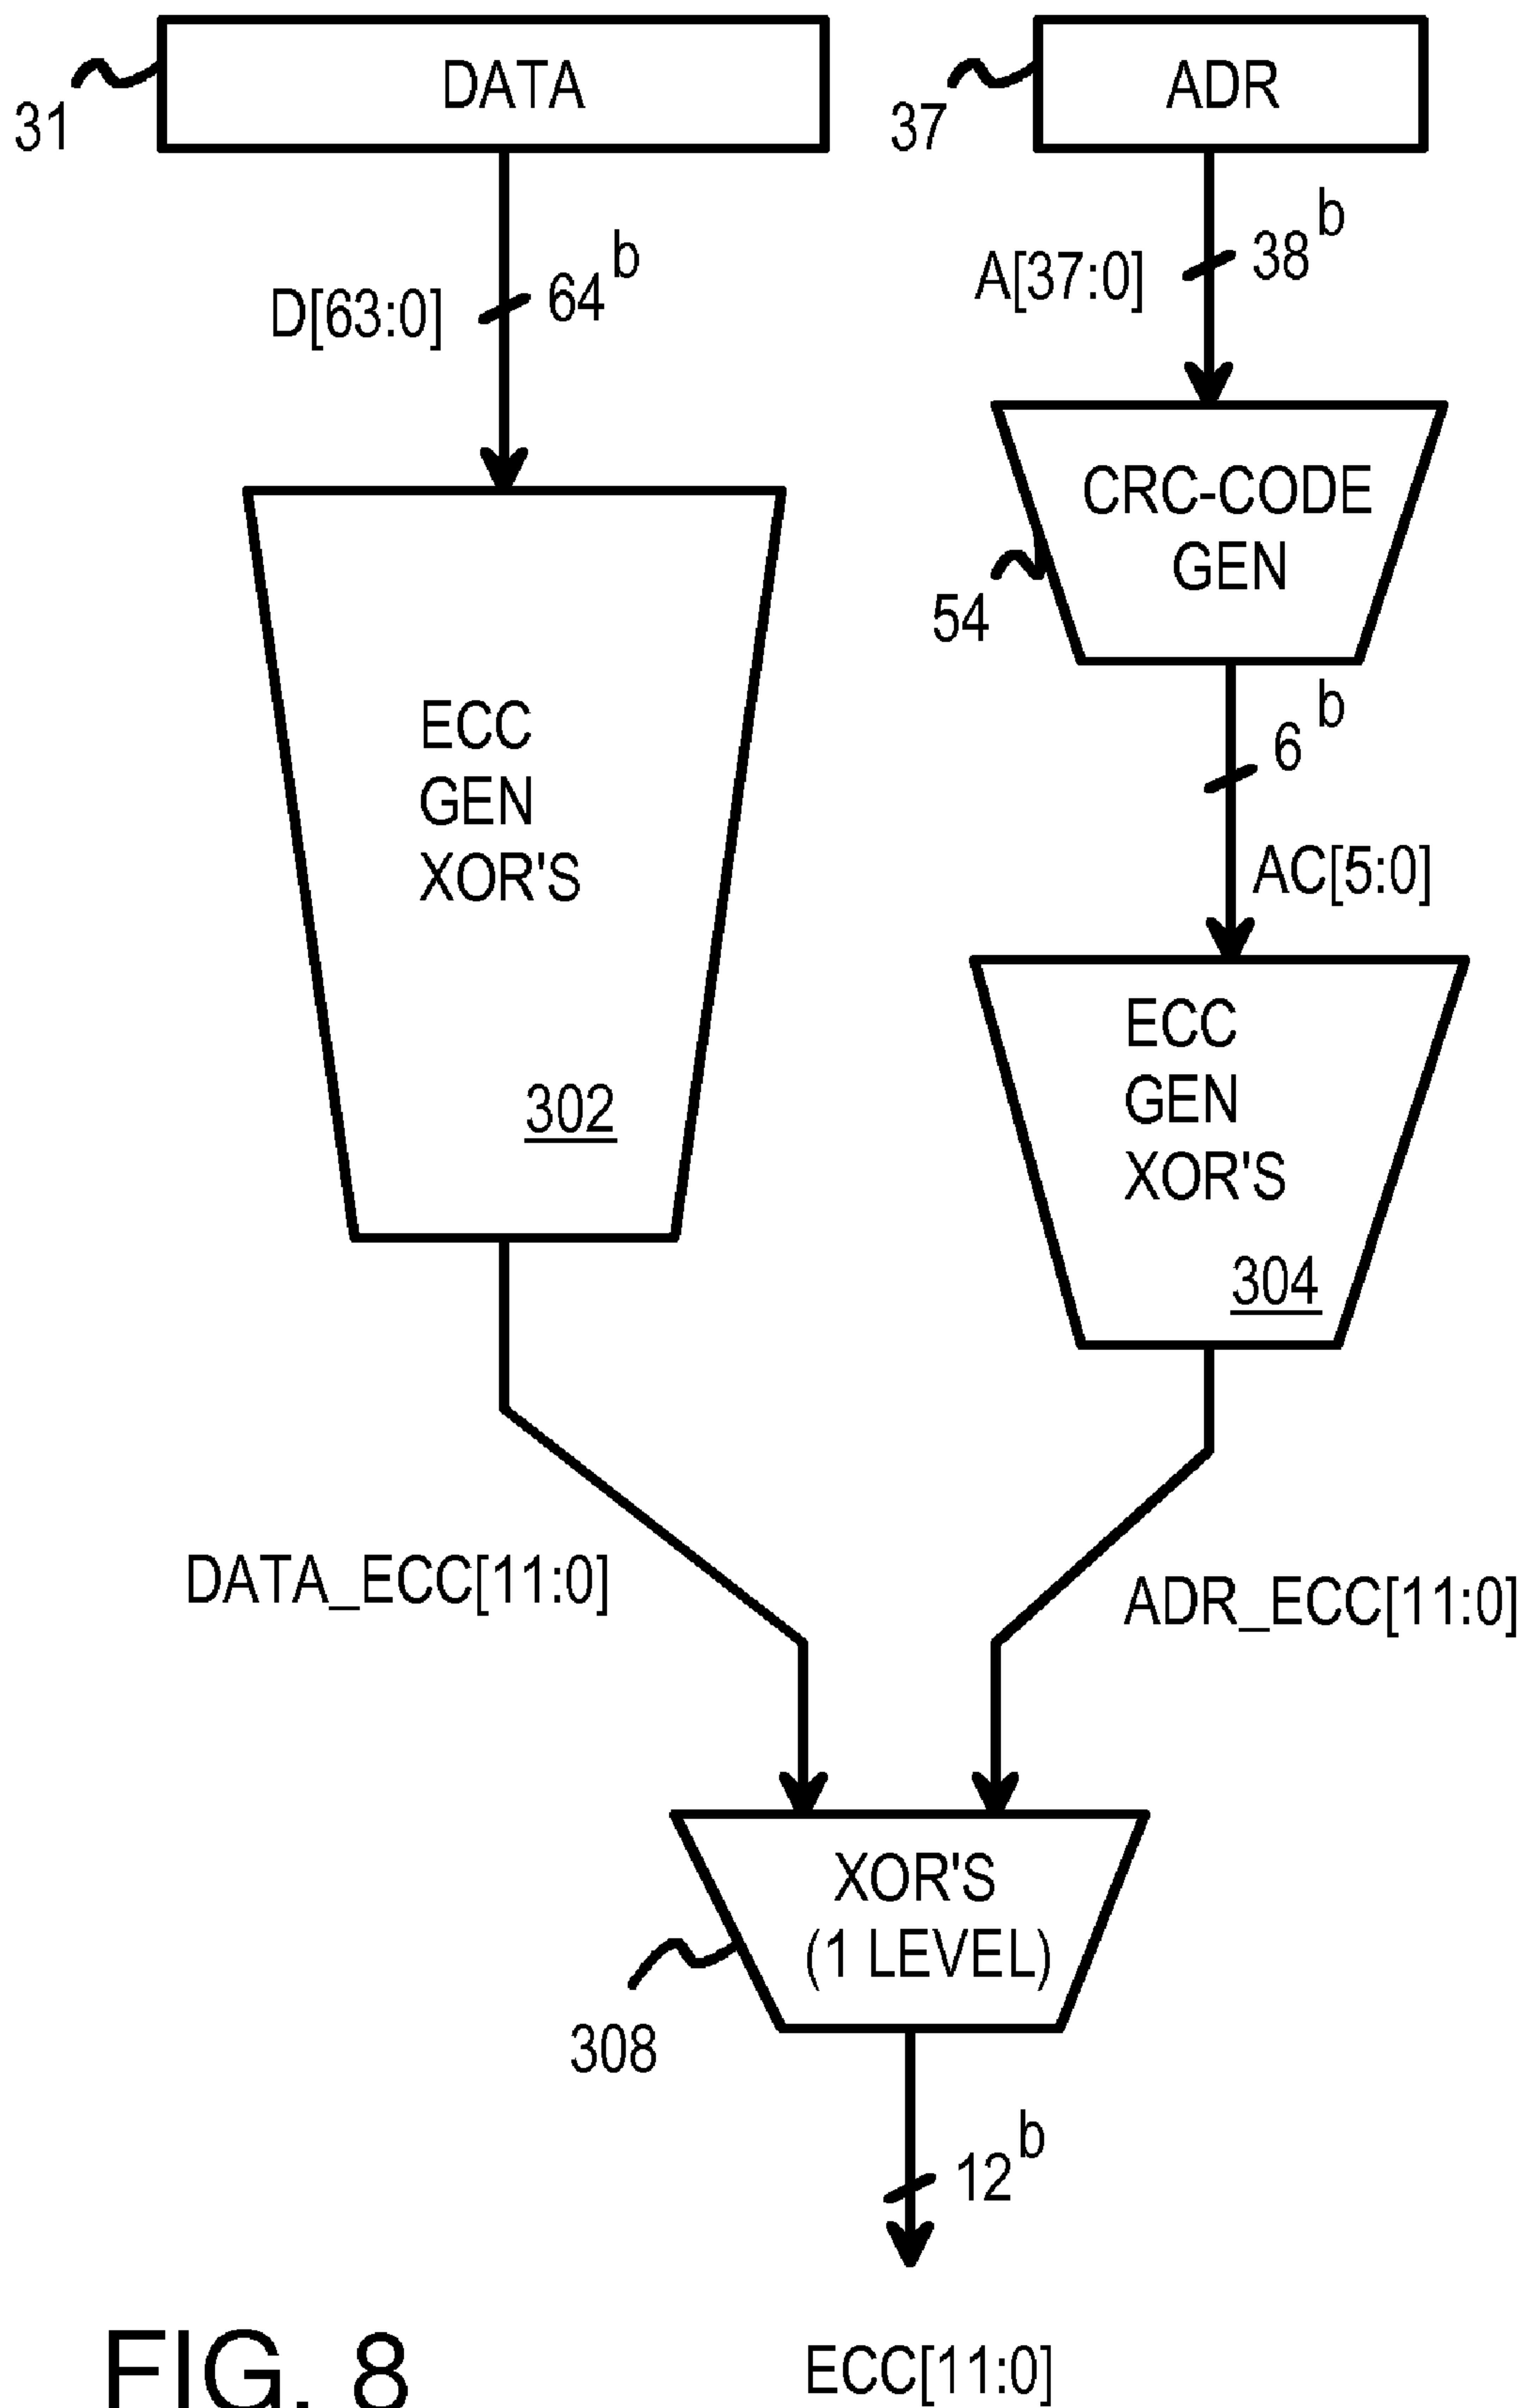 DATA
ADR
31
37
D[63:0]
64b
A[37:0]
38b
CRC-CODE
GEN
54
6b
AC[5:0]
ECC
GEN
XOR'S
302
ECC
GEN
XOR'S
304
DATA_ECC[11:0]
ADR_ECC[11:0]
XOR'S
(1 LEVEL)
308
12b
ECC[11:0]
FIG. 8